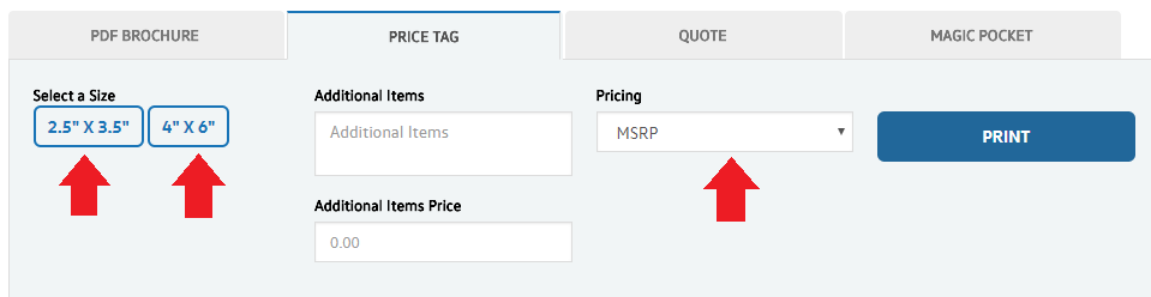 PDF BROCHURE
PRICE TAG
QUOTE
MAGIC POCKET
Select a Size
2.5" X 3.5"
4" X 6"
Additional Items
Additional Items
Additional Items Price
0.00
Pricing
MSRP
PRINT